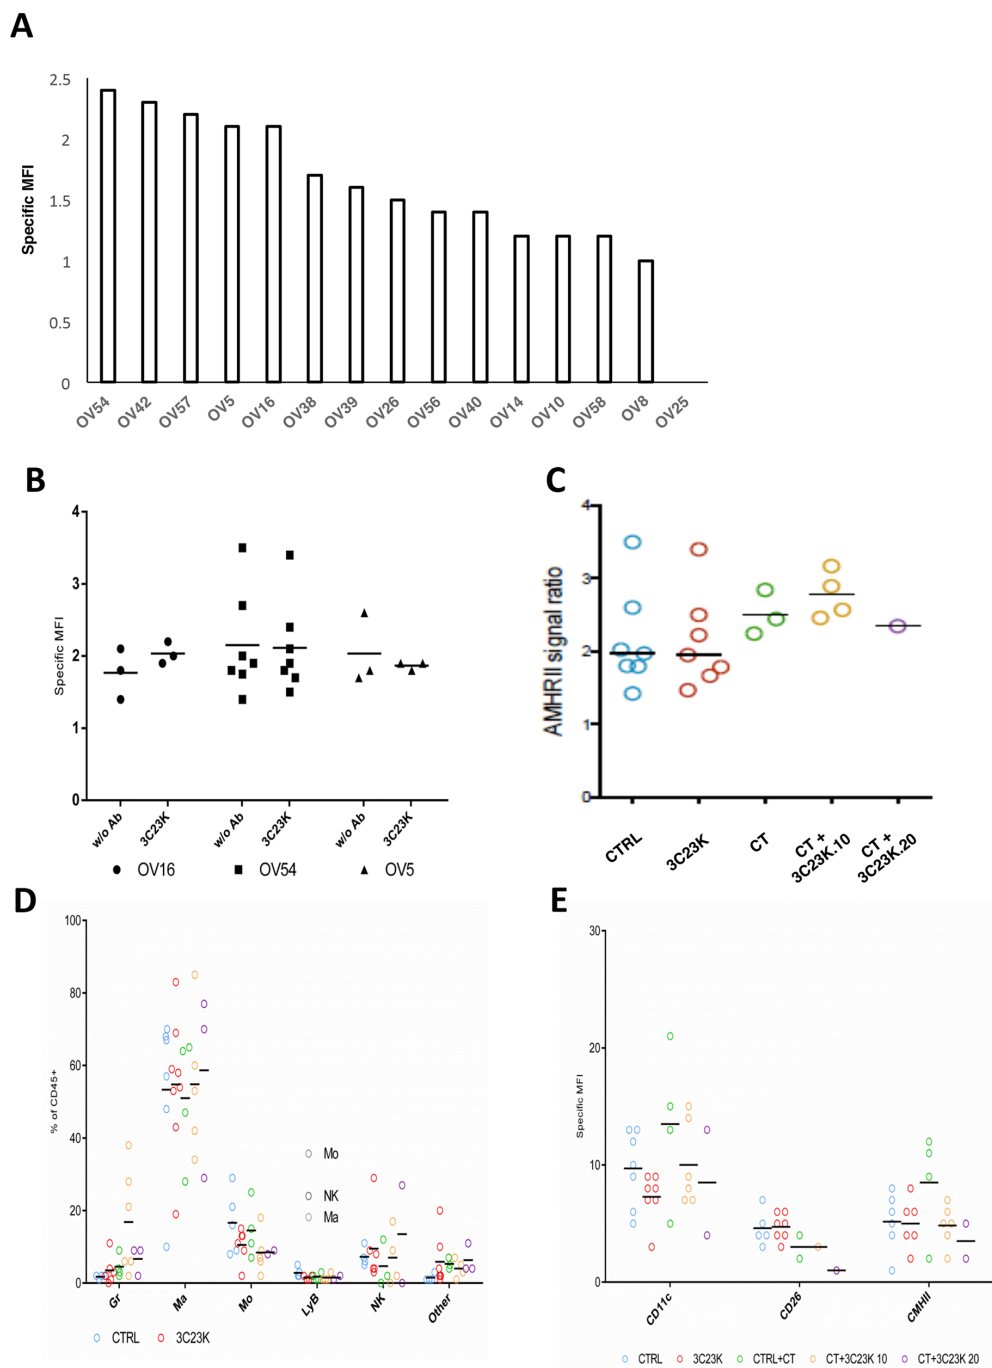 A
2.5
2
1.5
1
0.5
0
Specific MFI
OV54 OV42 OV57 OV5 OV16 OV38 OV39 OV26 OV56 OV40 OV14 OV10 OV58 OV8 OV25
B
4
3
2
1
0
Specific MFI
w/o Ab 3C23K w/o Ab 3C23K w/o Ab 3C23K
OV16 OV54 OV5
C
4
3
2
1
0
AMHRII signal ratio
CTRL 3C23K CT CT + 3C23K.10 CT + 3C23K.20
D
100
80
60
40
20
0
% of CD45+
Mo
NK
Ma
Gr Ma Mo LyB NK Other
CTRL 3C23K
E
30
20
10
0
Specific MFI
CD11c CD26 CMHII
CTRL 3C23K CTRL+CT CT+3C23K 10 CT+3C23K 20